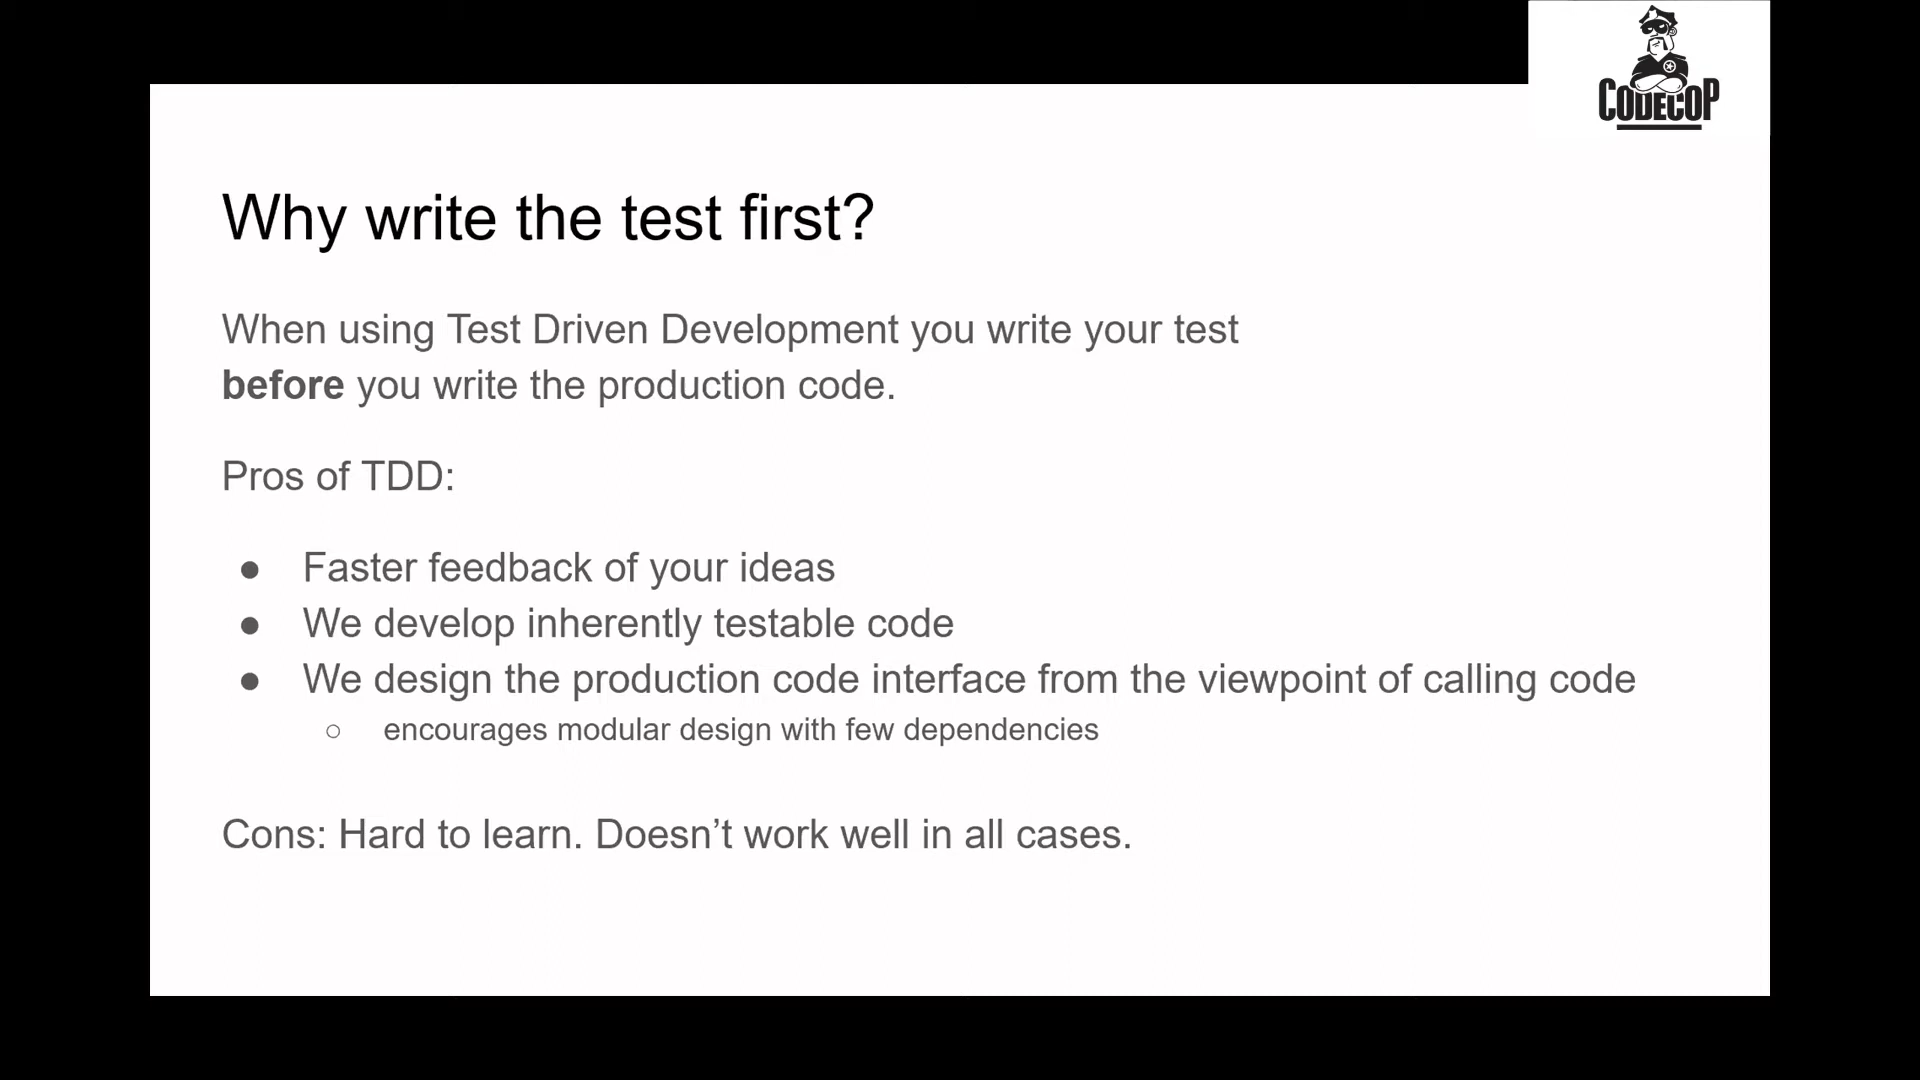 CODECOP
Why write the test first?
When using Test Driven Development you write your test
before you write the production code.
Pros of TDD:
● Faster feedback of your ideas
● We develop inherently testable code
● We design the production code interface from the viewpoint of calling code
○ encourages modular design with few dependencies
Cons: Hard to learn. Doesn’t work well in all cases.